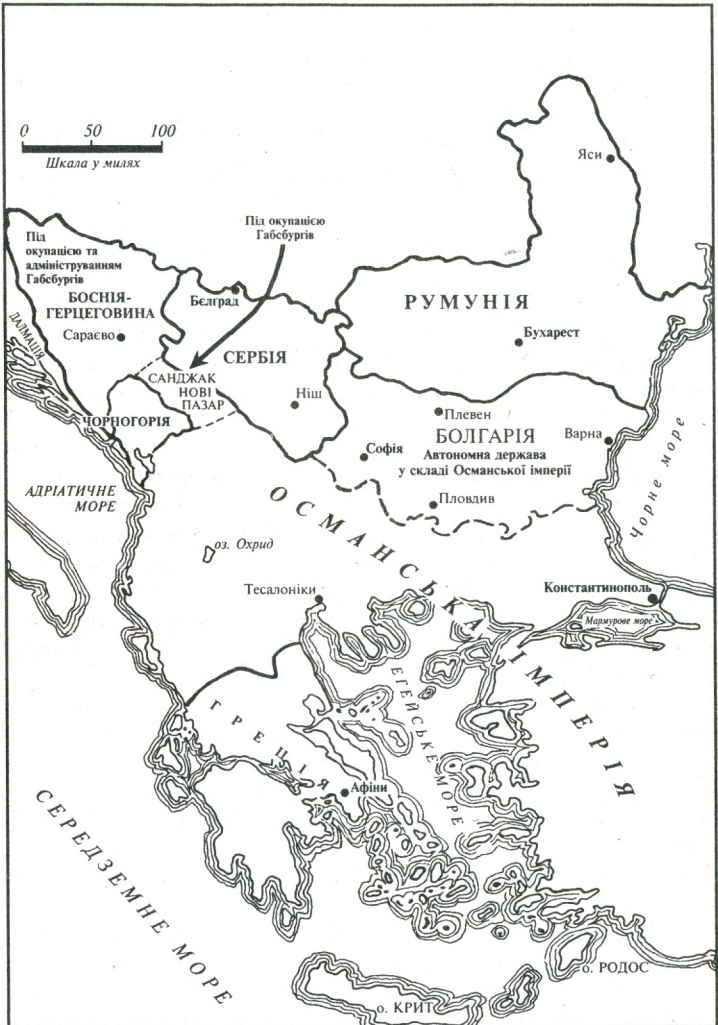 0 50 100
Шкала у милях
Яси
Під окупацією
Габсбургів
Під
окупацією та
адмініструванням
Габсбургів
БОСНІЯ-
ГЕРЦЕГОВИНА
Сараєво
ДАЛМАЦІЯ
Бєлґрад
РУМУНІЯ
Бухарест
СЕРБІЯ
САНДЖАК
НОВІ
ПАЗАР
Ніш
ЧОРНОГОРІЯ
Плевен
БОЛГАРІЯ
Автономна держава
у складі Османської імперії
Софія
Варна
Пловдив
Чорне море
АДРІАТИЧНЕ
МОРЕ
ОСМАНСЬКА ІМПЕРІЯ
оз. Охрид
Тесалоніки
Константинополь
Мармурове море
ЕГЕЙСЬКЕ МОРЕ
ГРЕЦІЯ
Афіни
СЕРЕДЗЕМНЕ МОРЕ
о. РОДОС
о. КРИТ